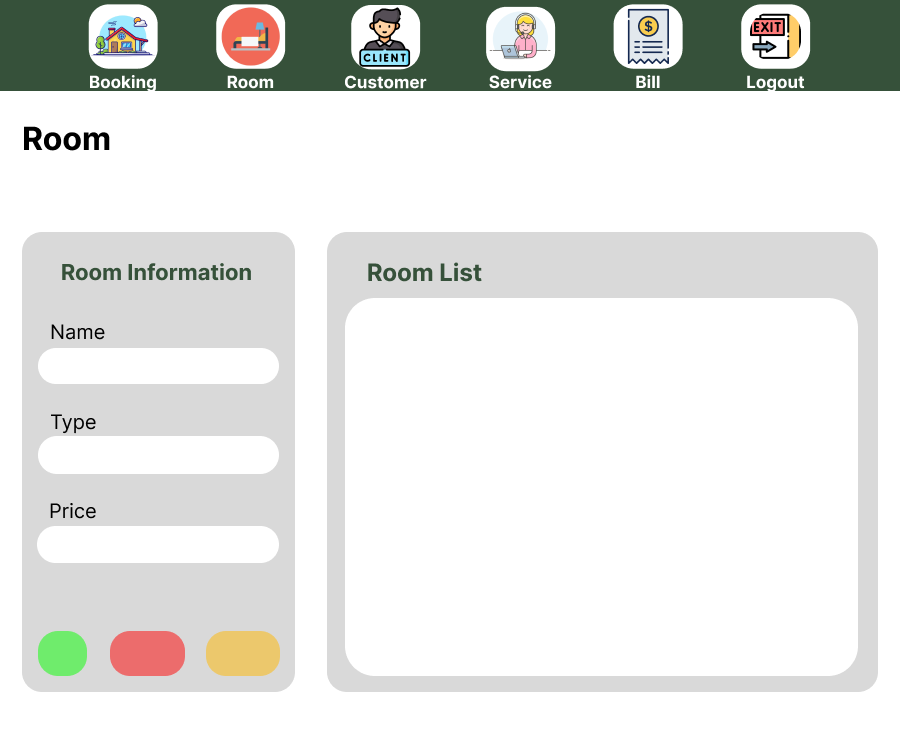 CLIENT
$
EXIT
Booking
Room
Customer
Service
Bill
Logout
Room
Room Information
Room List
Name
Type
Price